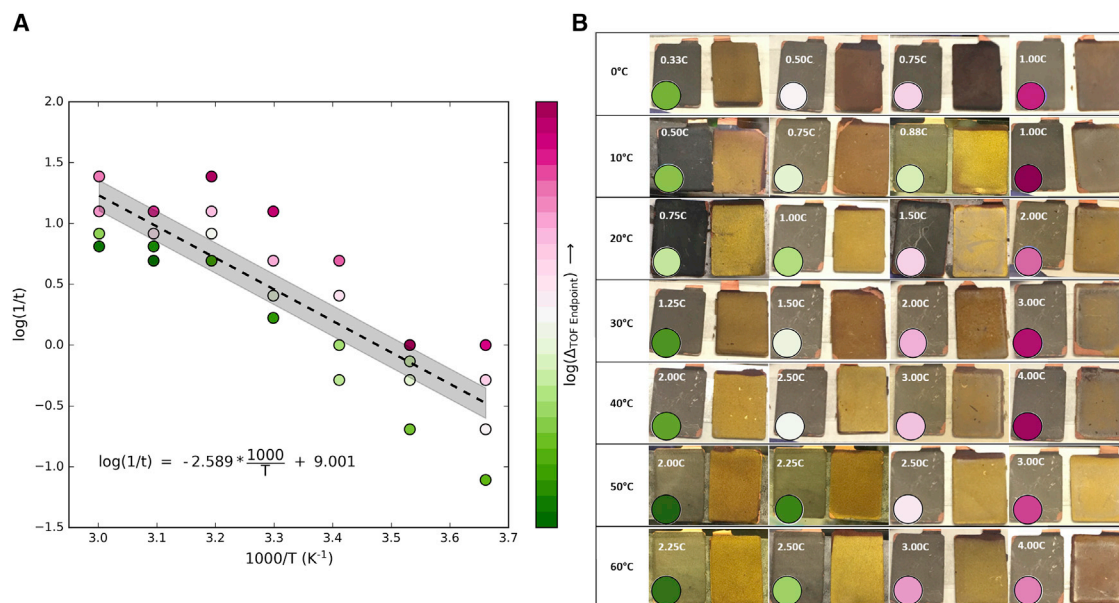 A
2.0
1.5
1.0
0.5
0.0
−0.5
−1.0
−1.5
log(1/t)
log(1/t) = -2.589 * 1000/T + 9.001
3.0 3.1 3.2 3.3 3.4 3.5 3.6 3.7
1000/T (K⁻¹)
log(Δ_TOF Endpoint) ⟶
B
0°C 0.33C 0.50C 0.75C 1.00C
10°C 0.50C 0.75C 0.88C 1.00C
20°C 0.75C 1.00C 1.50C 2.00C
30°C 1.25C 1.50C 2.00C 3.00C
40°C 2.00C 2.50C 3.00C 4.00C
50°C 2.00C 2.25C 2.50C 3.00C
60°C 2.25C 2.50C 3.00C 4.00C